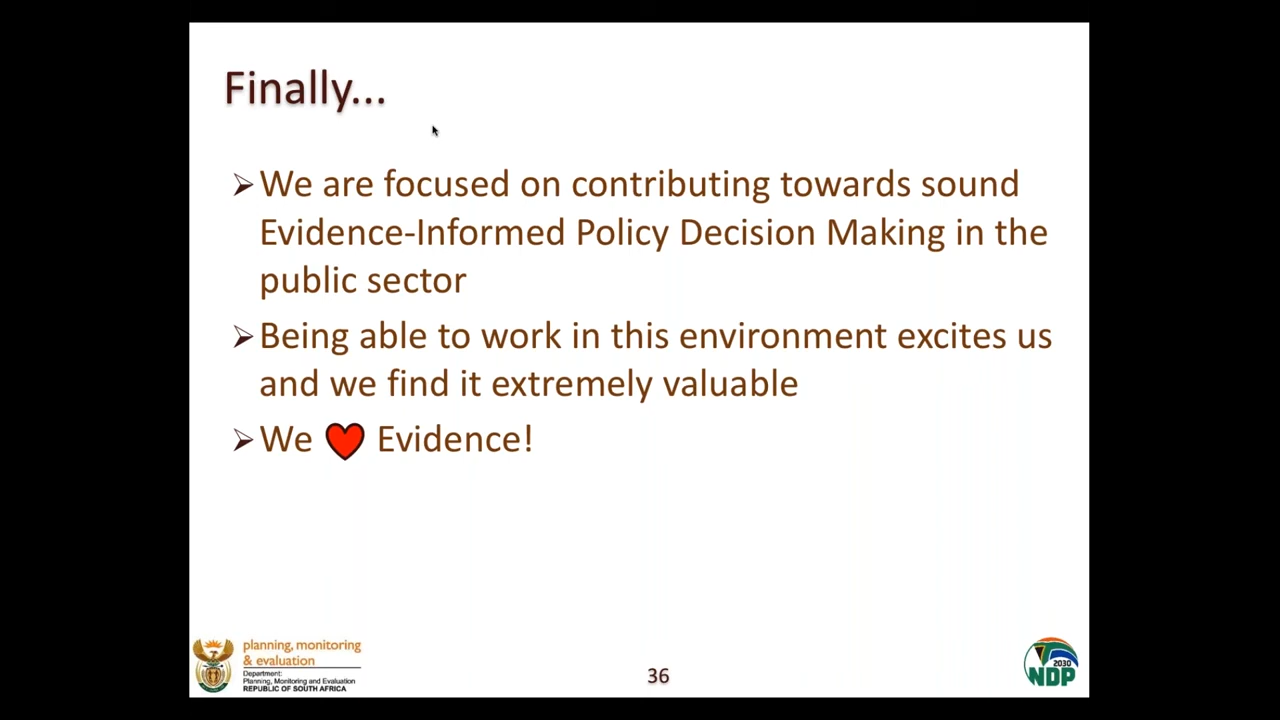 Finally...
➢We are focused on contributing towards sound
Evidence-Informed Policy Decision Making in the
public sector
➢Being able to work in this environment excites us
and we find it extremely valuable
➢We ❤ Evidence!
planning, monitoring
& evaluation
Department:
Planning, Monitoring and Evaluation
REPUBLIC OF SOUTH AFRICA
36
2030
NDP